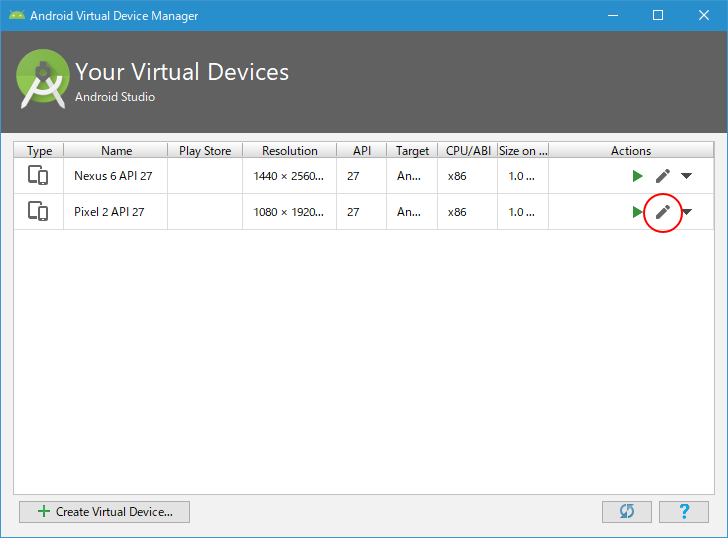 Android Virtual Device Manager
Your Virtual Devices
Android Studio
Type Name Play Store Resolution API Target CPU/ABI Size on ... Actions
Nexus 6 API 27 1440 × 2560... 27 An... x86 1.0 ...
Pixel 2 API 27 1080 × 1920... 27 An... x86 1.0 ...
Create Virtual Device...
?